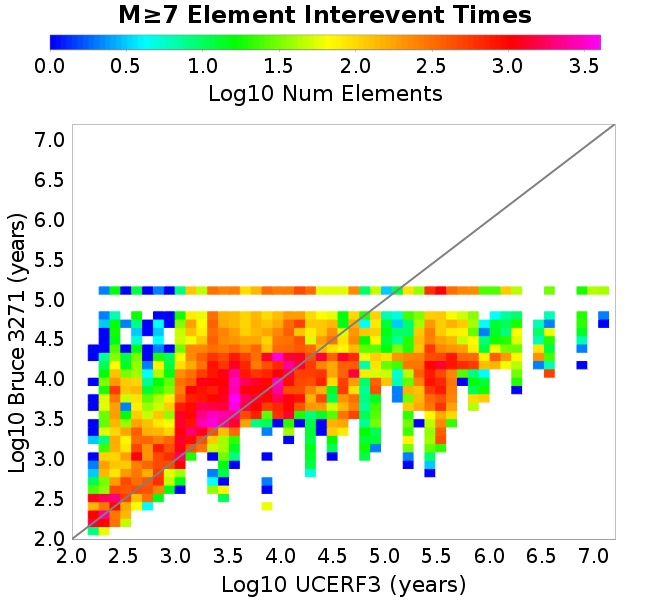 M≥7 Element Interevent Times
0.0 0.5 1.0 1.5 2.0 2.5 3.0 3.5
Log10 Num Elements
Log10 Bruce 3271 (years)
7.0
6.5
6.0
5.5
5.0
4.5
4.0
3.5
3.0
2.5
2.0
2.0 2.5 3.0 3.5 4.0 4.5 5.0 5.5 6.0 6.5 7.0
Log10 UCERF3 (years)